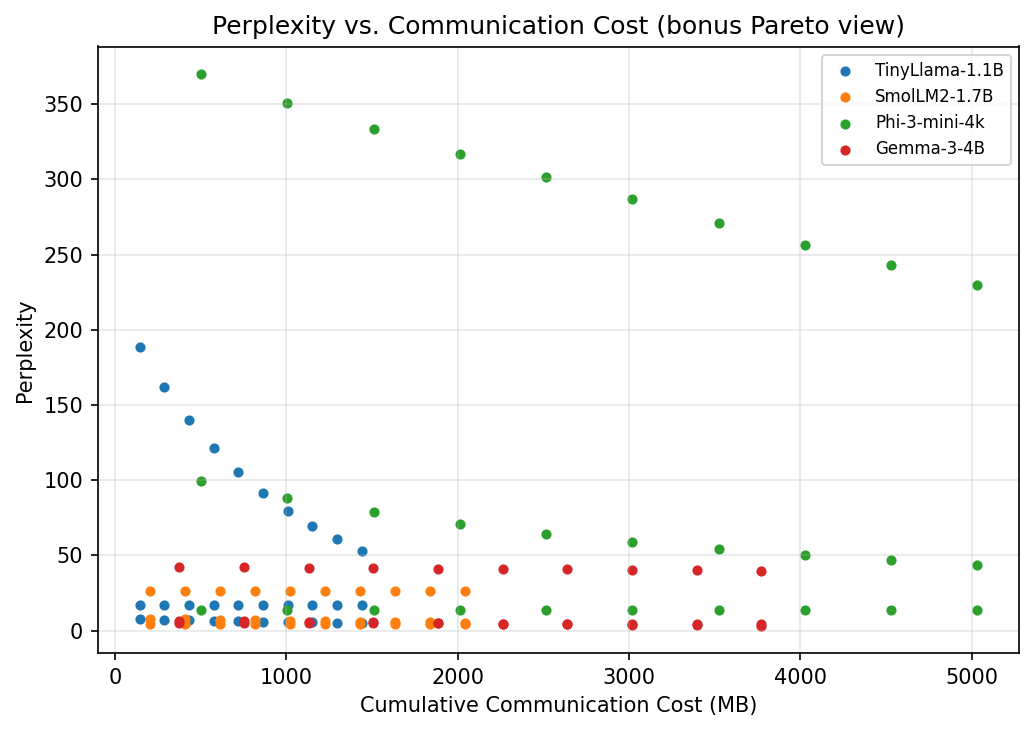 Perplexity vs. Communication Cost (bonus Pareto view)
TinyLlama-1.1B
SmolLM2-1.7B
Phi-3-mini-4k
Gemma-3-4B
Perplexity
350
300
250
200
150
100
50
0
0 1000 2000 3000 4000 5000
Cumulative Communication Cost (MB)